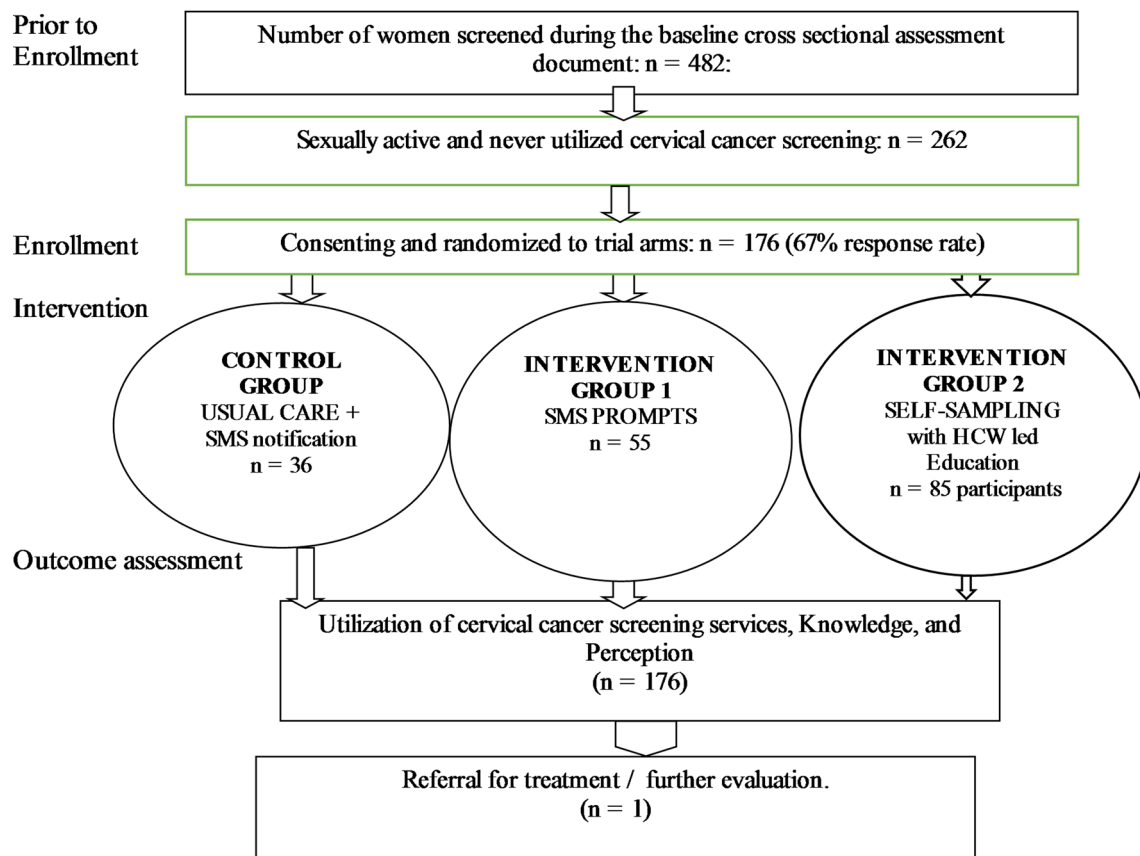 Prior to
Enrollment
Number of women screened during the baseline cross sectional assessment
document: n = 482:
Sexually active and never utilized cervical cancer screening: n = 262
Enrollment
Consenting and randomized to trial arms: n = 176 (67% response rate)
Intervention
CONTROL
GROUP
USUAL CARE +
SMS notification
n = 36
INTERVENTION
GROUP 1
SMS PROMPTS
n = 55
INTERVENTION
GROUP 2
SELF-SAMPLING
with HCW led
Education
n = 85 participants
Outcome assessment
Utilization of cervical cancer screening services, Knowledge, and
Perception
(n = 176)
Referral for treatment / further evaluation.
(n = 1)